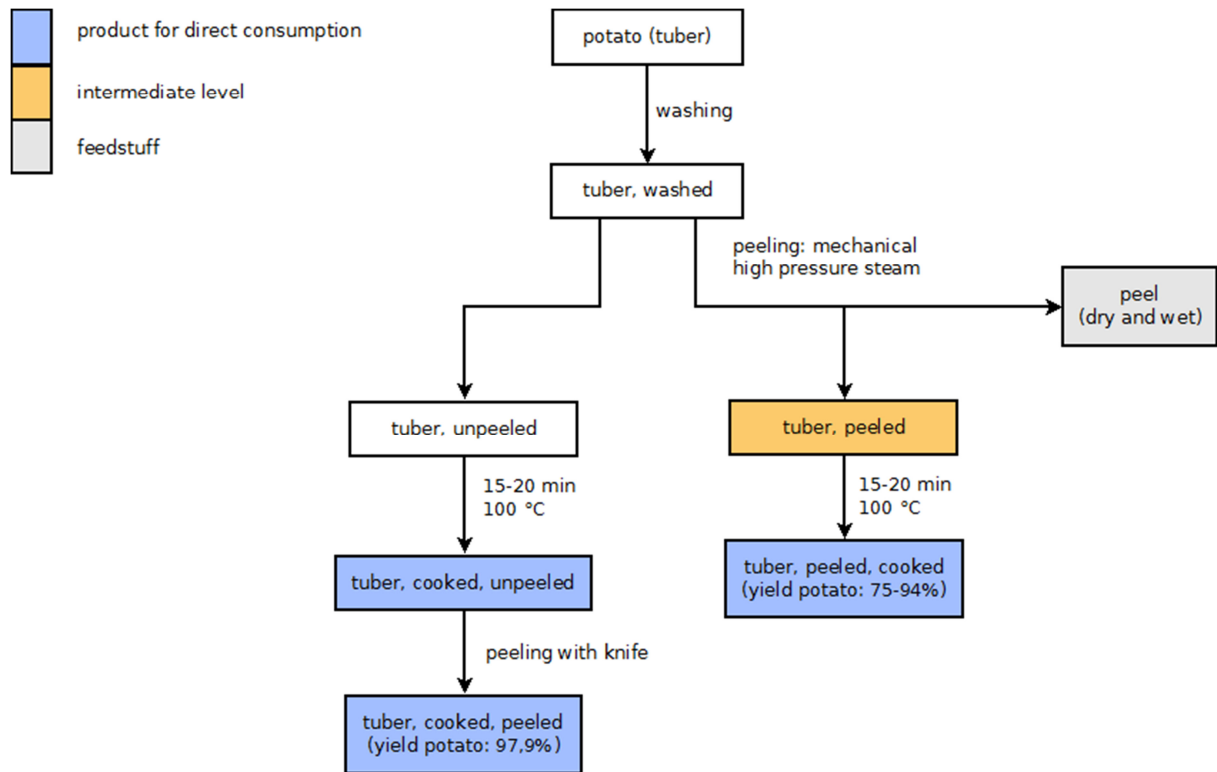 product for direct consumption
intermediate level
feedstuff
potato (tuber)
washing
tuber, washed
peeling: mechanical
high pressure steam
peel
(dry and wet)
tuber, unpeeled
tuber, peeled
15-20 min
100 °C
15-20 min
100 °C
tuber, cooked, unpeeled
tuber, peeled, cooked
(yield potato: 75-94%)
peeling with knife
tuber, cooked, peeled
(yield potato: 97,9%)